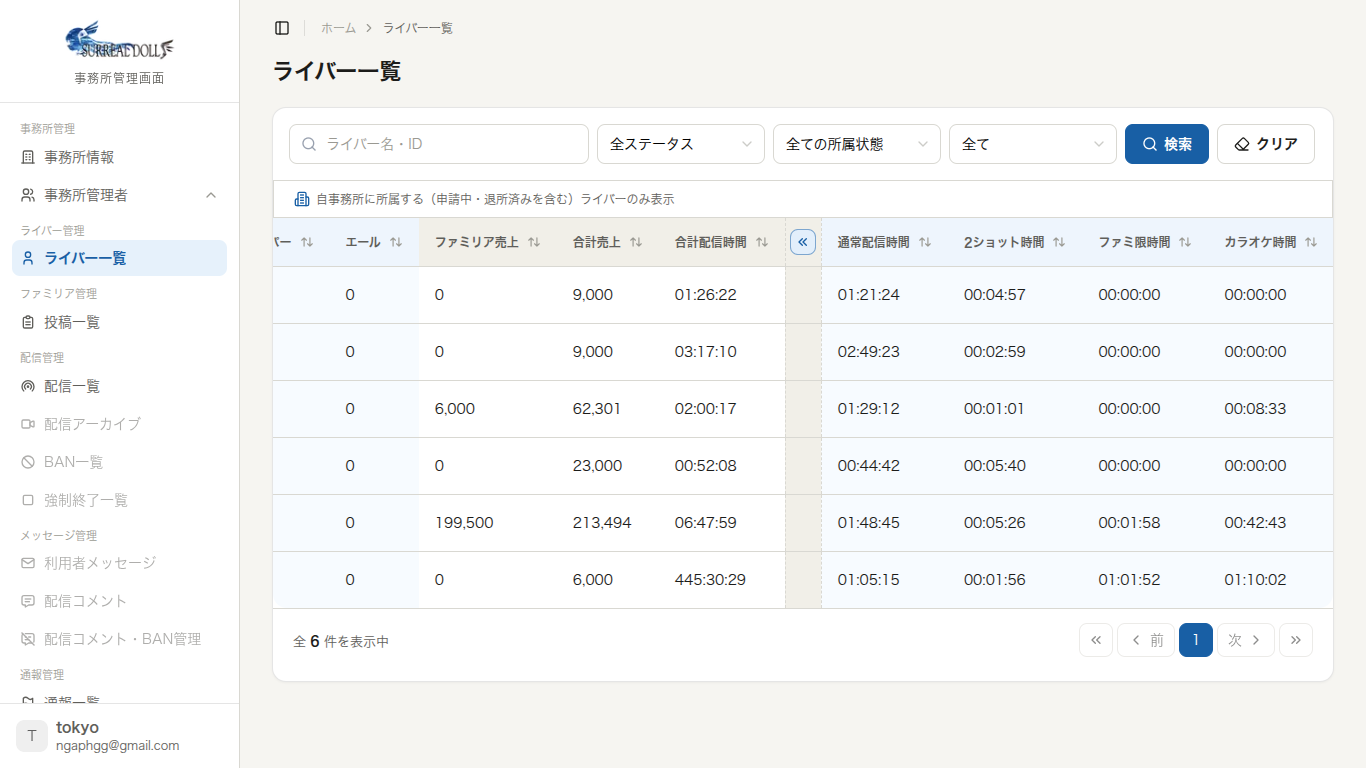 SURREAL DOLLS
事務所管理画面
事務所管理
事務所情報
事務所管理者
ライバー管理
ライバー一覧
ファミリア管理
投稿一覧
配信管理
配信一覧
配信アーカイブ
BAN一覧
強制終了一覧
メッセージ管理
利用者メッセージ
配信コメント
配信コメント・BAN管理
通報管理
通報一覧
T
tokyo
ngaphgg@gmail.com
ホーム ライバー一覧
ライバー一覧
ライバー名・ID 全ステータス 全ての所属状態 全て 検索 クリア
自事務所に所属する（申請中・退所済みを含む）ライバーのみ表示
バー エール ファミリア売上 合計売上 合計配信時間 通常配信時間 2ショット時間 ファミ限時間 カラオケ時間
0 0 9,000 01:26:22 01:21:24 00:04:57 00:00:00 00:00:00
0 0 9,000 03:17:10 02:49:23 00:02:59 00:00:00 00:00:00
0 6,000 62,301 02:00:17 01:29:12 00:01:01 00:00:00 00:08:33
0 0 23,000 00:52:08 00:44:42 00:05:40 00:00:00 00:00:00
0 199,500 213,494 06:47:59 01:48:45 00:05:26 00:01:58 00:42:43
0 0 6,000 445:30:29 01:05:15 00:01:56 01:01:52 01:10:02
全 6 件を表示中 前 1 次